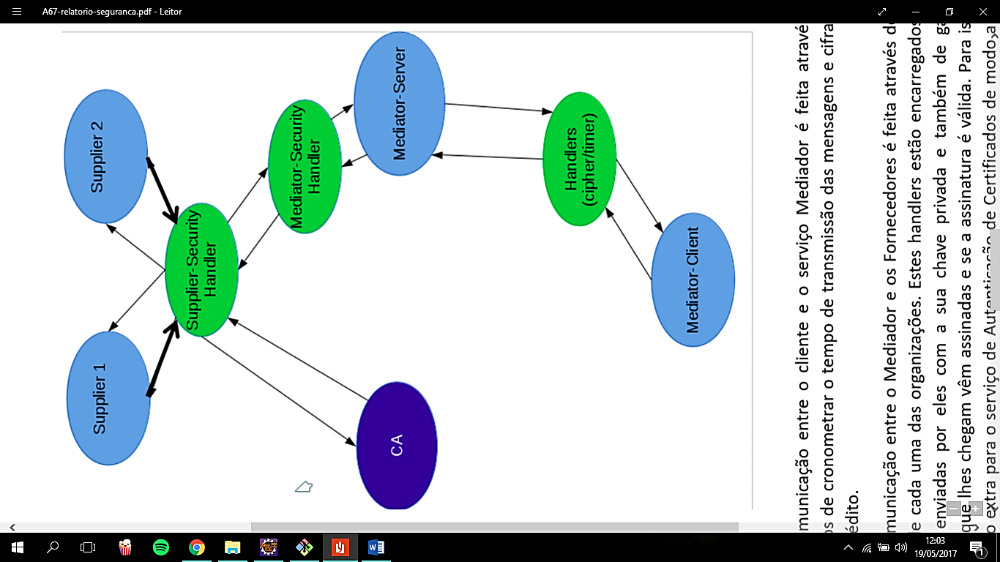 A67-relatorio-seguranca.pdf - Leitor
Supplier 1
Supplier 2
Supplier-Security
Handler
Mediator-Security
Handler
Mediator-Server
CA
Handlers
(cipher/timer)
Mediator-Client
municação entre o cliente e o serviço Mediador é feita atravé
os de cronometrar o tempo de transmissão das mensagens e cifra
édito.
municação entre o Mediador e os Fornecedores é feita através d
e cada uma das organizações. Estes handlers estão encarregados
enviadas por eles com a sua chave privada e também de ga
que lhes chegam vêm assinadas e se a assinatura é válida. Para is
o extra para o serviço de Autenticação de Certificados de modo a
12:03
19/05/2017